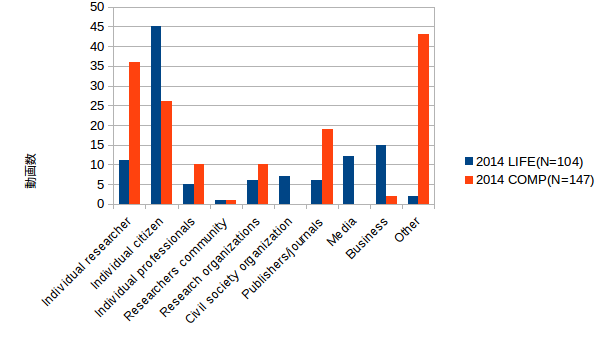 50
45
40
35
30
25
20
15
10
5
0
動画数
Individual researcher
Individual citizen
Individual professionals
Researchers community
Research organizations
Civil society organization
Publishers/journals
Media
Business
Other
2014 LIFE(N=104)
2014 COMP(N=147)